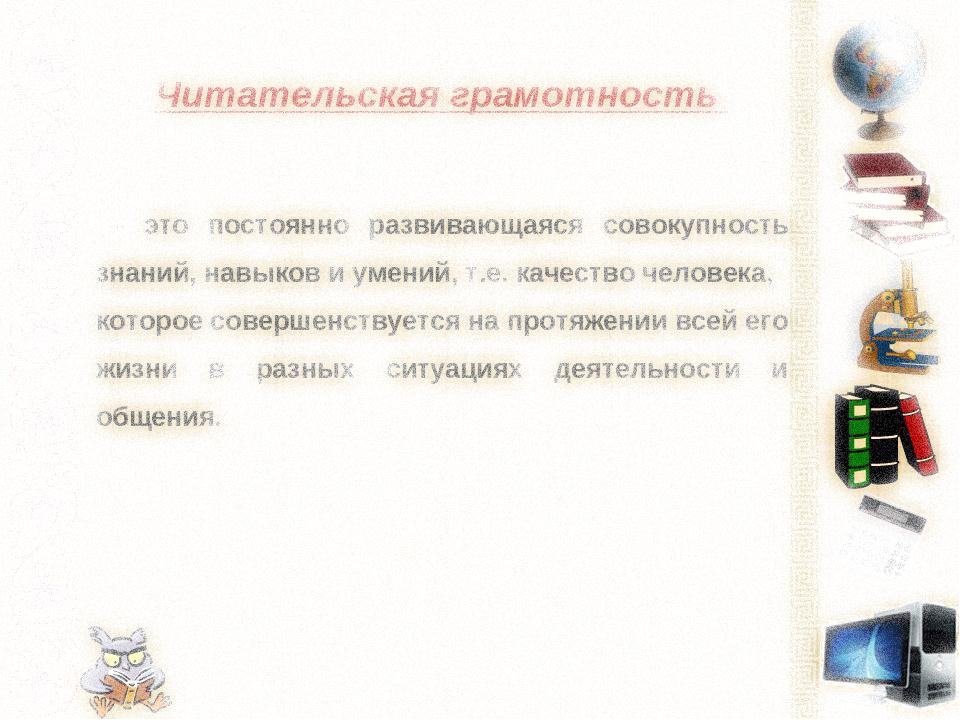 Читательская грамотность
это постоянно развивающаяся совокупность
знаний, навыков и умений, т.е. качество человека,
которое совершенствуется на протяжении всей его
жизни в разных ситуациях деятельности и
общения.